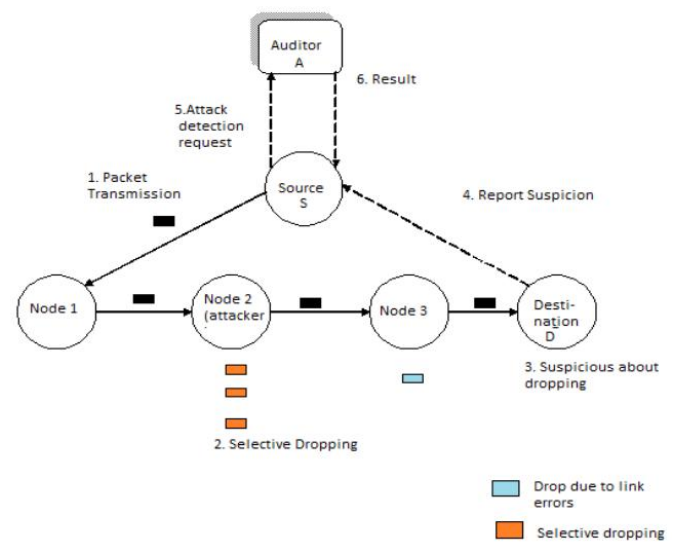 Auditor
A
6. Result
5.Attack
detection
request
1. Packet
Transmission
Source
S
4. Report Suspicion
Node 1
Node 2
(attacker
.
Node 3
Desti-
nation
D
3. Suspicious about
dropping
2. Selective Dropping
Drop due to link
errors
Selective dropping